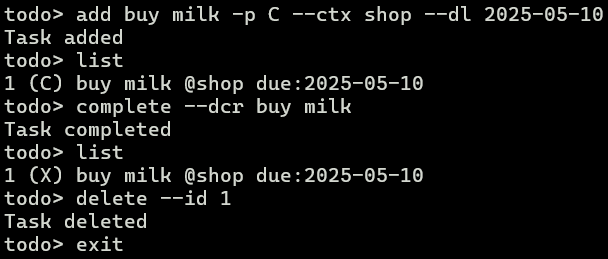 todo> add buy milk -p C --ctx shop --dl 2025-05-10
Task added
todo> list
1 (C) buy milk @shop due:2025-05-10
todo> complete --dcr buy milk
Task completed
todo> list
1 (X) buy milk @shop due:2025-05-10
todo> delete --id 1
Task deleted
todo> exit